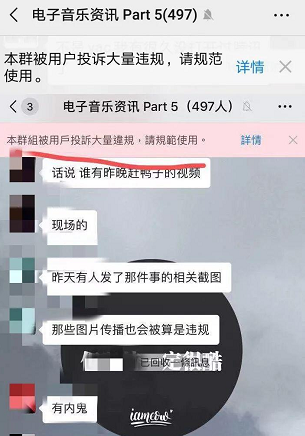 电子音乐资讯 Part 5(497)
本群被用户投诉大量违规，请规范
使用。
详情
3
电子音乐资讯 Part 5（497人）
本群組被用戶投訴大量違規，請規範使用。
詳情
话说 谁有昨晚赶鸭子的视频
现场的
昨天有人发了那件事的相关截图
那些图片传播也会被算是违规
已回收一條訊息
有内鬼
iameow